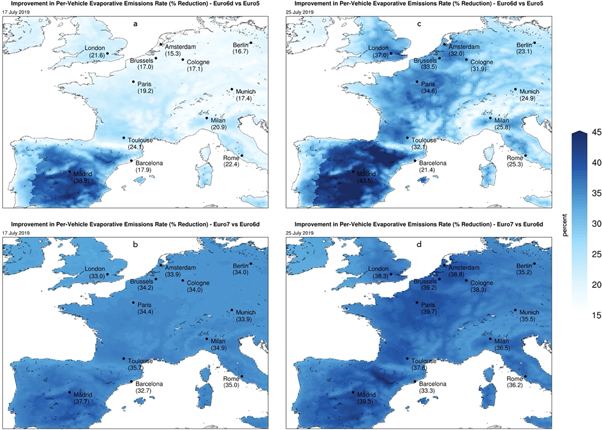 Improvement in Per-Vehicle Evaporative Emissions Rate (% Reduction) - Euro6d vs Euro5
17 July 2019
a
London
(21.6)
Amsterdam
(15.3)
Berlin
(16.7)
Brussels
(17.0)
Cologne
(17.1)
Paris
(19.2)
Munich
(17.4)
Milan
(20.9)
Toulouse
(24.1)
Barcelona
(17.9)
Rome
(22.4)
Madrid
Improvement in Per-Vehicle Evaporative Emissions Rate (% Reduction) - Euro6d vs Euro5
25 July 2019
c
London
(37.0)
Amsterdam
(32.0)
Berlin
(23.1)
Brussels
(33.5)
Cologne
(31.9)
Paris
(34.6)
Munich
(24.9)
Milan
(25.8)
Toulouse
(32.1)
Barcelona
(21.4)
Rome
(25.3)
Madrid
45
40
35
30
25
20
15
percent
Improvement in Per-Vehicle Evaporative Emissions Rate (% Reduction) - Euro7 vs Euro6d
17 July 2019
b
London
(33.0)
Amsterdam
(33.9)
Berlin
(34.0)
Brussels
(34.2)
Cologne
(34.0)
Paris
(34.4)
Munich
(33.9)
Milan
(34.9)
Toulouse
(35.7)
Barcelona
(32.7)
Rome
(35.0)
Madrid
(37.7)
Improvement in Per-Vehicle Evaporative Emissions Rate (% Reduction) - Euro7 vs Euro6d
25 July 2019
d
London
(38.3)
Amsterdam
(38.8)
Berlin
(35.2)
Brussels
(39.2)
Cologne
(38.3)
Paris
(39.7)
Munich
(35.5)
Milan
(36.5)
Toulouse
Barcelona
(33.3)
Rome
(36.2)
Madrid